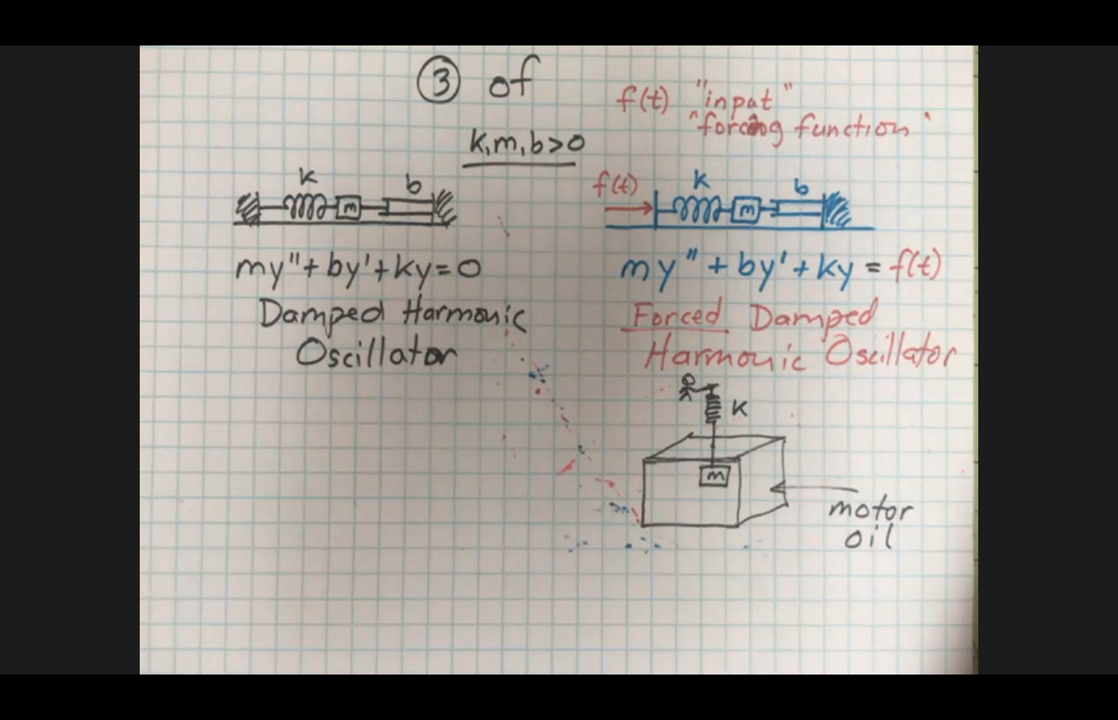 ③ of
f(t) "input"
"forcing function"
k,m,b>0
k
m
b
f(t)
k
m
b
my"+by'+ky=0
my"+by'+ky=f(t)
Damped Harmonic
Oscillator
Forced Damped
Harmonic Oscillator
k
m
motor
oil